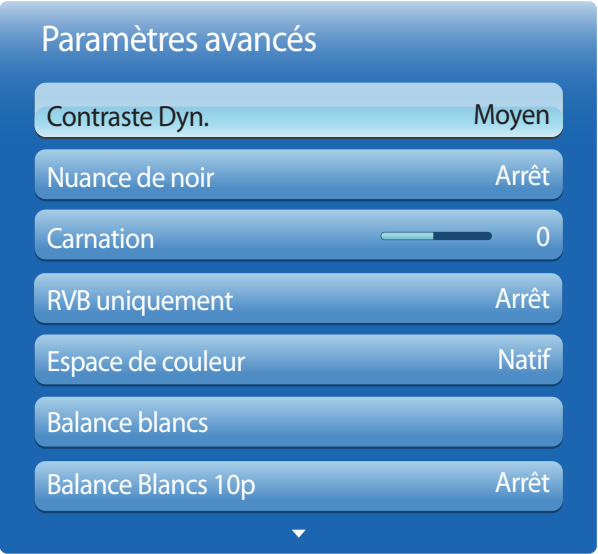 Paramètres avancés
Contraste Dyn. Moyen
Nuance de noir Arrêt
Carnation 0
RVB uniquement Arrêt
Espace de couleur Natif
Balance blancs
Balance Blancs 10p Arrêt